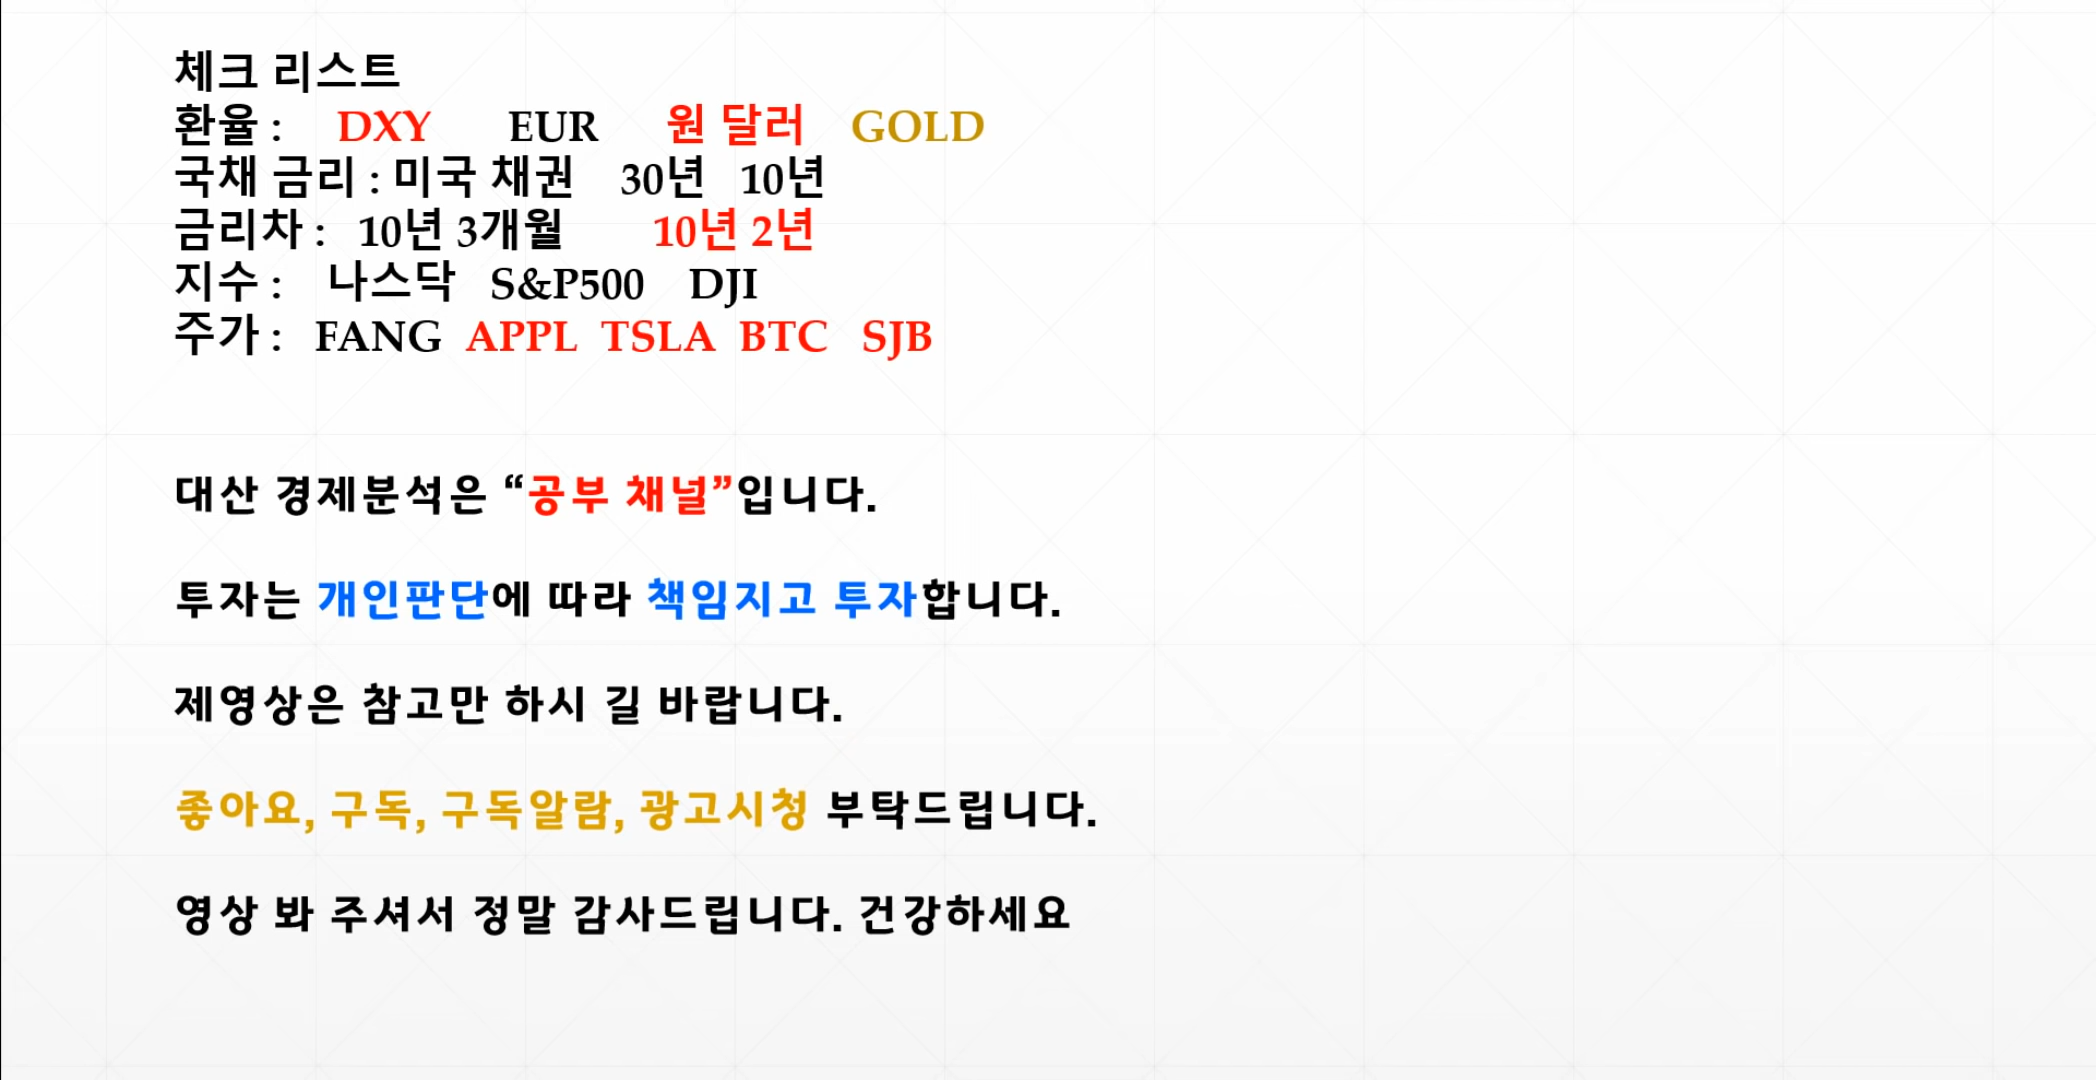 체크 리스트
환율 : DXY EUR 원 달러 GOLD
국채 금리 : 미국 채권 30년 10년
금리차 : 10년 3개월 10년 2년
지수 : 나스닥 S&P500 DJI
주가 : FANG APPL TSLA BTC SJB
대산 경제분석은 “공부 채널”입니다.
투자는 개인판단에 따라 책임지고 투자합니다.
제영상은 참고만 하시 길 바랍니다.
좋아요, 구독, 구독알람, 광고시청 부탁드립니다.
영상 봐 주셔서 정말 감사드립니다. 건강하세요